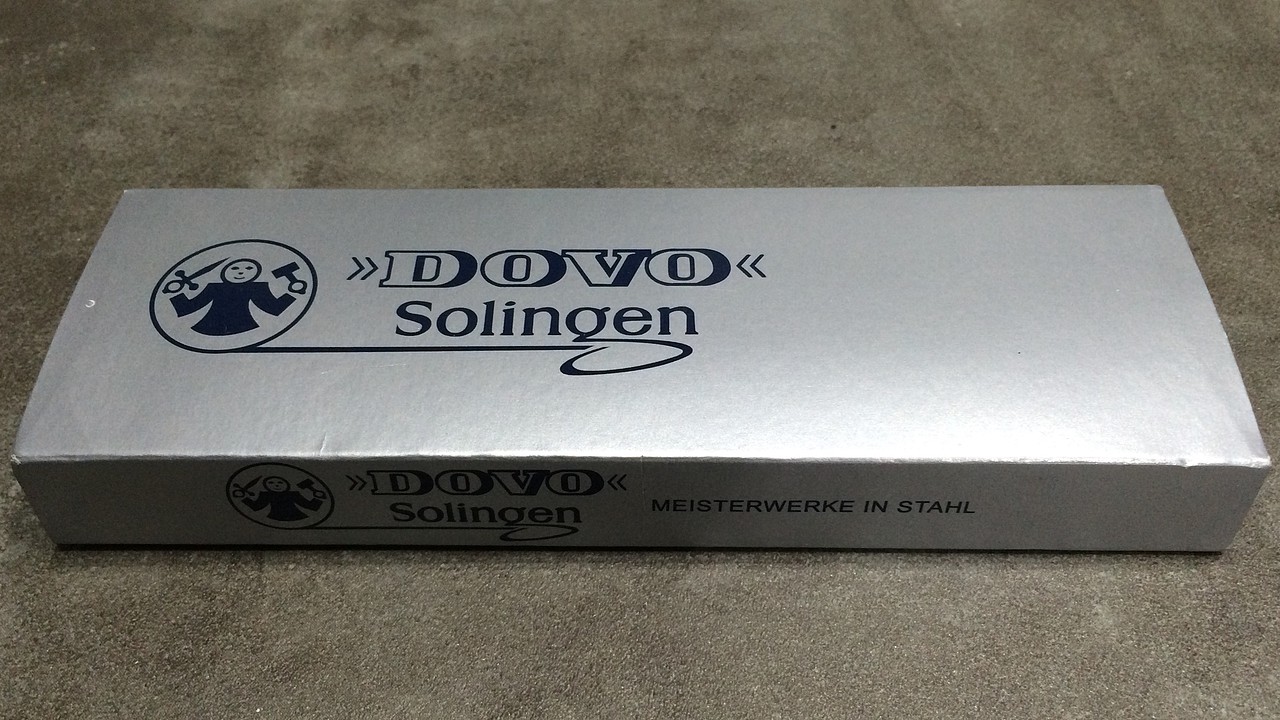 »DOVO«
Solingen
»DOVO«
Solingen
MEISTERWERKE IN STAHL